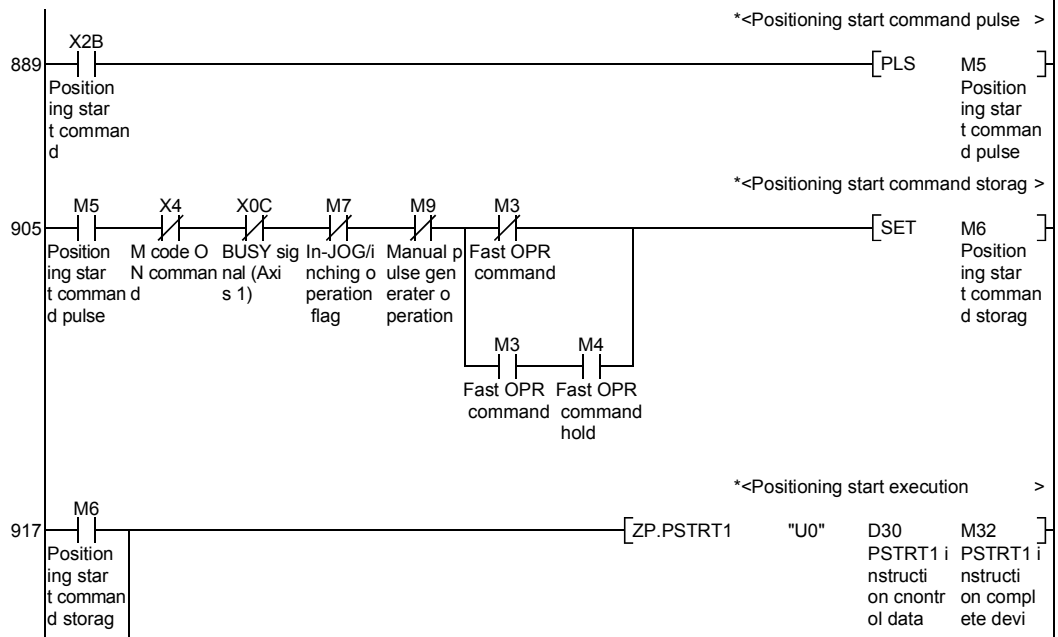 *<Positioning start command pulse >
X2B
889
[PLS M5 ]
Position
ing star
t comman
d
Position
ing star
t comman
d pulse
*<Positioning start command storag >
M5 X4 X0C M7 M9 M3
905
[SET M6 ]
Position M code O BUSY sig In-JOG/i Manual p Fast OPR
ing star N comman nal (Axi nching o ulse gen command
t comman d s 1) peration erater o
d pulse flag peration
Position
ing star
t comman
d storag
M3 M4
Fast OPR Fast OPR
command command
hold
*<Positioning start execution >
M6
917
[ZP.PSTRT1 "U0" D30 M32 ]
Position
ing star
t comman
d storag
PSTRT1 i PSTRT1 i
nstructi nstructi
on cnontr on compl
ol data ete devi